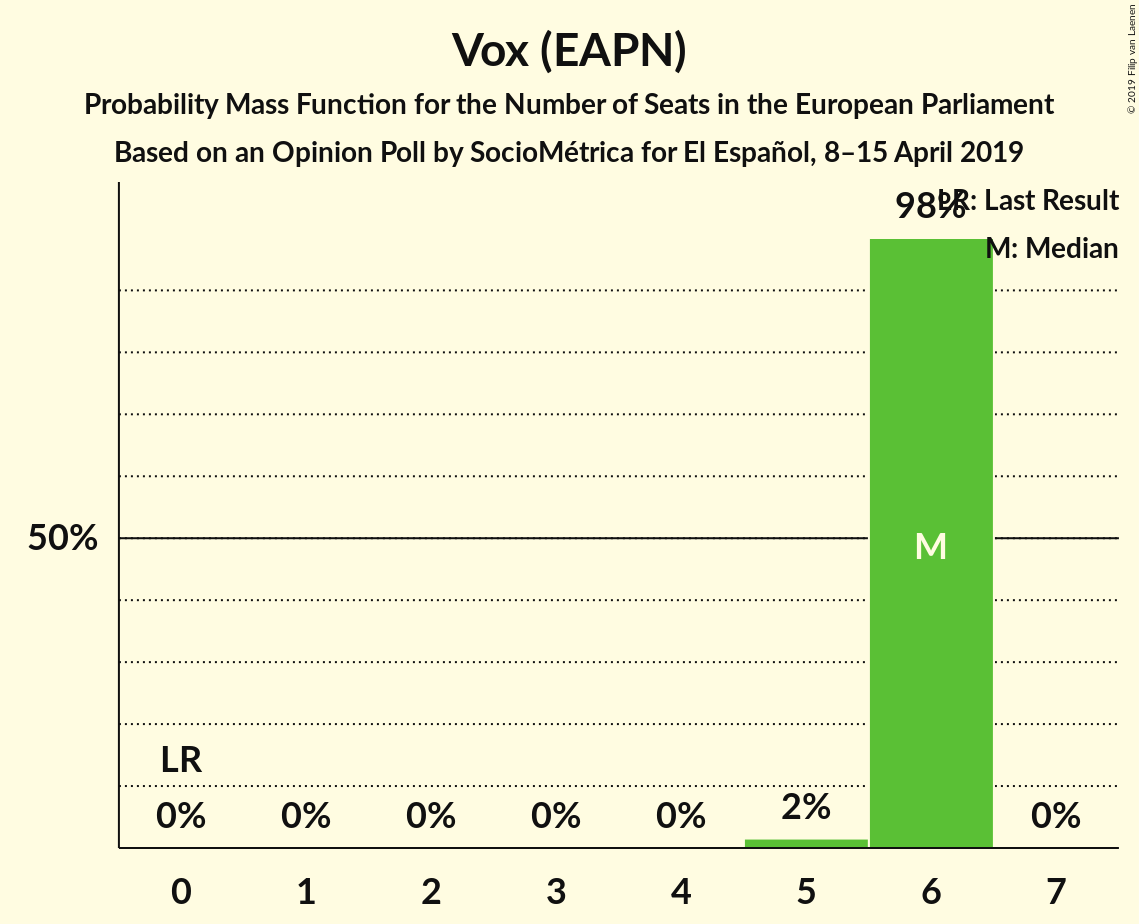 Vox (EAPN)
Probability Mass Function for the Number of Seats in the European Parliament
Based on an Opinion Poll by SocioMétrica for El Español, 8–15 April 2019
© 2019 Filip van Laenen
LR: Last Result
M: Median
98%
50%
M
LR
0% 0% 0% 0% 0% 2% 0%
0 1 2 3 4 5 6 7